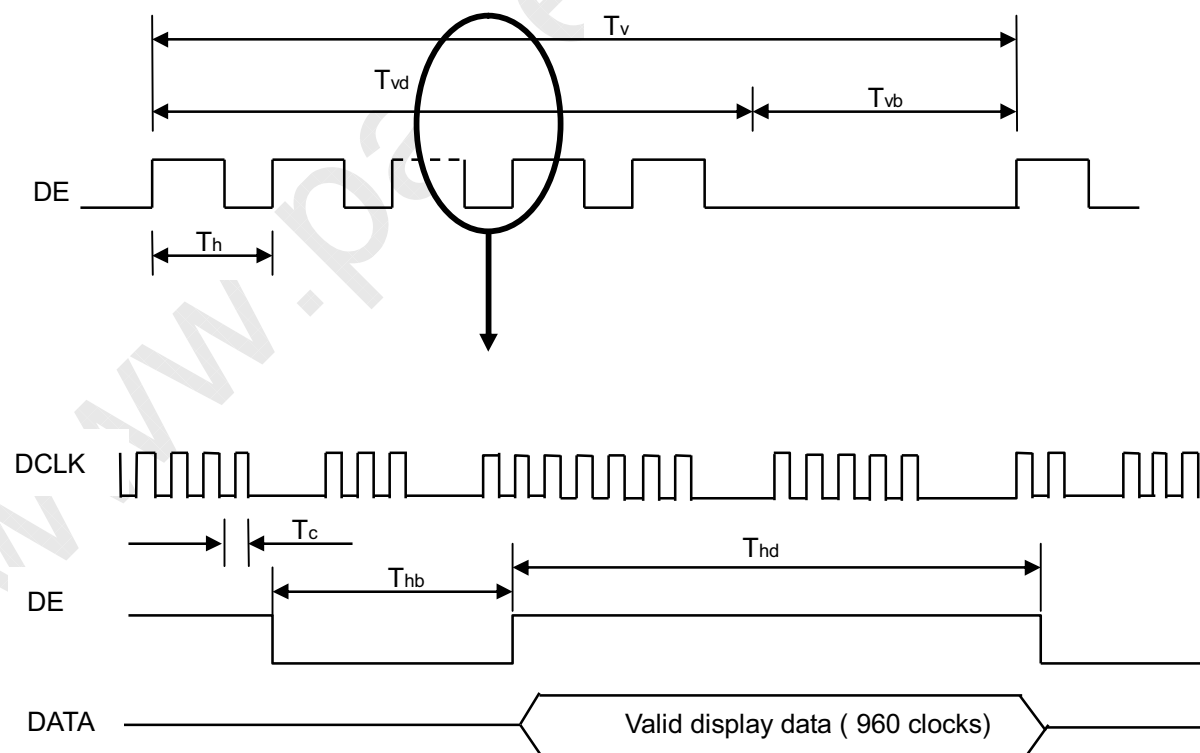 Tv
Tvd
Tvb
DE
Th
DCLK
Tc
Thd
Thb
DE
DATA
Valid display data ( 960 clocks)